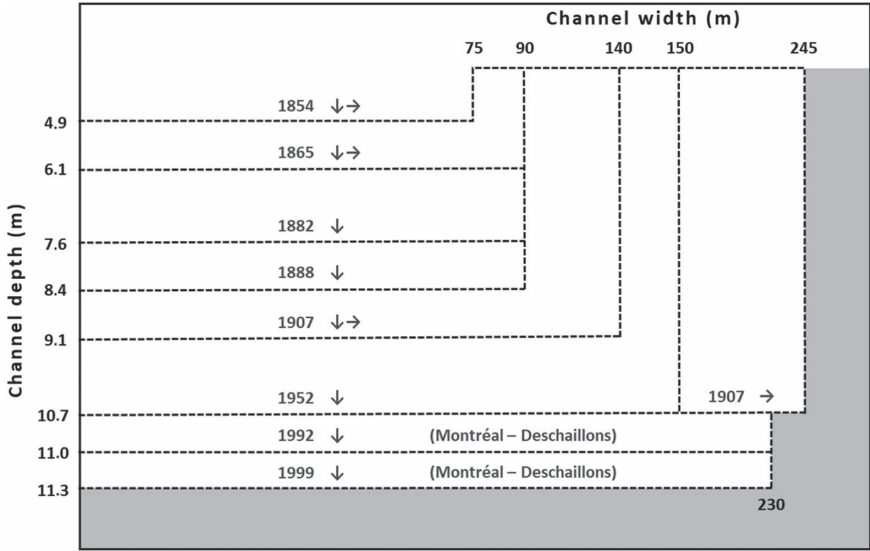 Channel width (m)
75 90 140 150 245
1854 ↓→
4.9
1865 ↓→
6.1
1882 ↓
7.6
1888 ↓
8.4
1907 ↓→
9.1
Channel depth (m)
1952 ↓ 1907 →
10.7
1992 ↓ (Montréal – Deschaillons)
11.0
1999 ↓ (Montréal – Deschaillons)
11.3
230